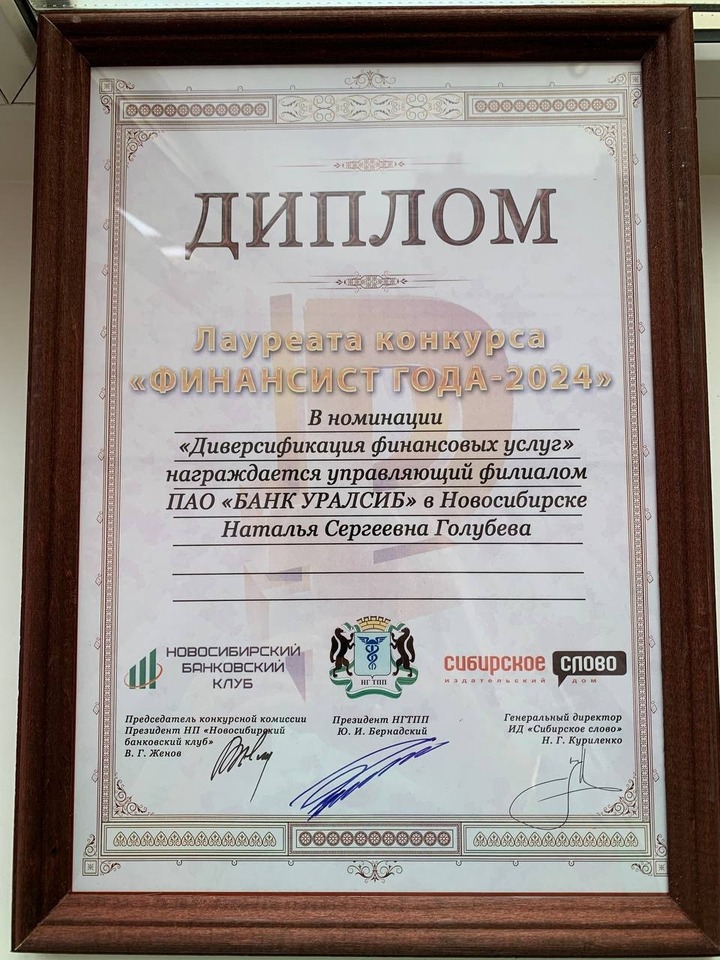 ДИПЛОМ
Лауреата конкурса
«ФИНАНСИСТ ГОДА-2024»
В номинации
«Диверсификация финансовых услуг»
награждается управляющий филиалом
ПАО «БАНК УРАЛСИБ» в Новосибирске
Наталья Сергеевна Голубева
НОВОСИБИРСКИЙ
БАНКОВСКИЙ
КЛУБ
НГТПП
СИБИРСКОЕ СЛОВО
ИЗДАТЕЛЬСКИЙ ДОМ
Председатель конкурсной комиссии
Президент НП «Новосибирский
банковский клуб»
В. Г. Женов
Президент НГТПП
Ю. И. Бернадский
Генеральный директор
ИД «Сибирское слово»
Н. Г. Куриленко